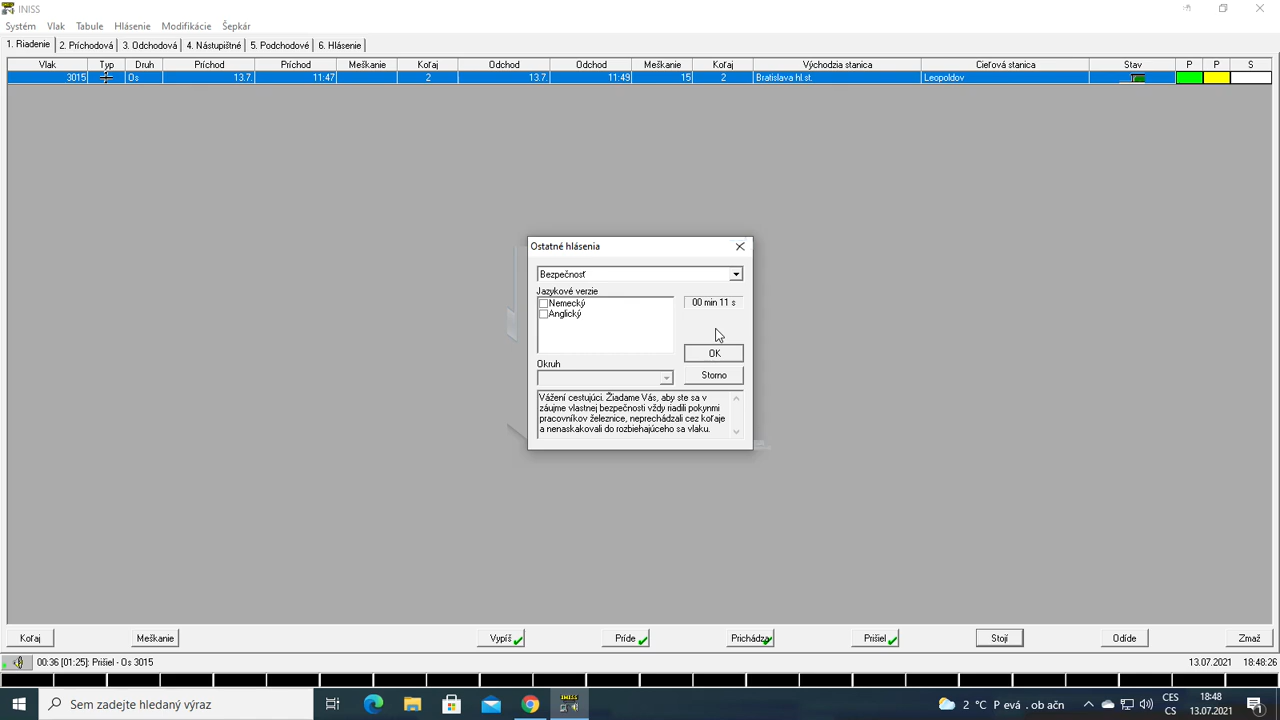 INISS
Systém Vlak Tabule Hlásenie Modifikácie Šepkár
1. Riadenie 2. Príchodová 3. Odchodová 4. Nástupištné 5. Podchodové 6. Hlásenie
Vlak Typ Druh Príchod Príchod Meškanie Koľaj Odchod Odchod Meškanie Koľaj Východzia stanica Cieľová stanica Stav P P S
3015 Os 13.7. 11:47 2 13.7. 11:49 15 2 Bratislava hl.st. Leopoldov
Ostatné hlásenia
Bezpečnosť
Jazykové verzie
Nemecký
00 min 11 s
Anglický
OK
Okruh
Storno
Vážení cestujúci. Žiadame Vás, aby ste sa v
záujme vlastnej bezpečnosti vždy riadili pokynmi
pracovníkov železnice, neprechádzali cez koľaje
a nenaskakovali do rozbiehajúceho sa vlaku.
Koľaj Meškanie Vypíš Príde Prichádza Prišiel Stojí Odíde Zmaž
00:36 [01:25]: Prišiel - Os 3015 13.07.2021 18.48.26
Sem zadejte hledaný výraz
2 °C P evá . ob ačn
CES 18:48
CS 13.07.2021
1